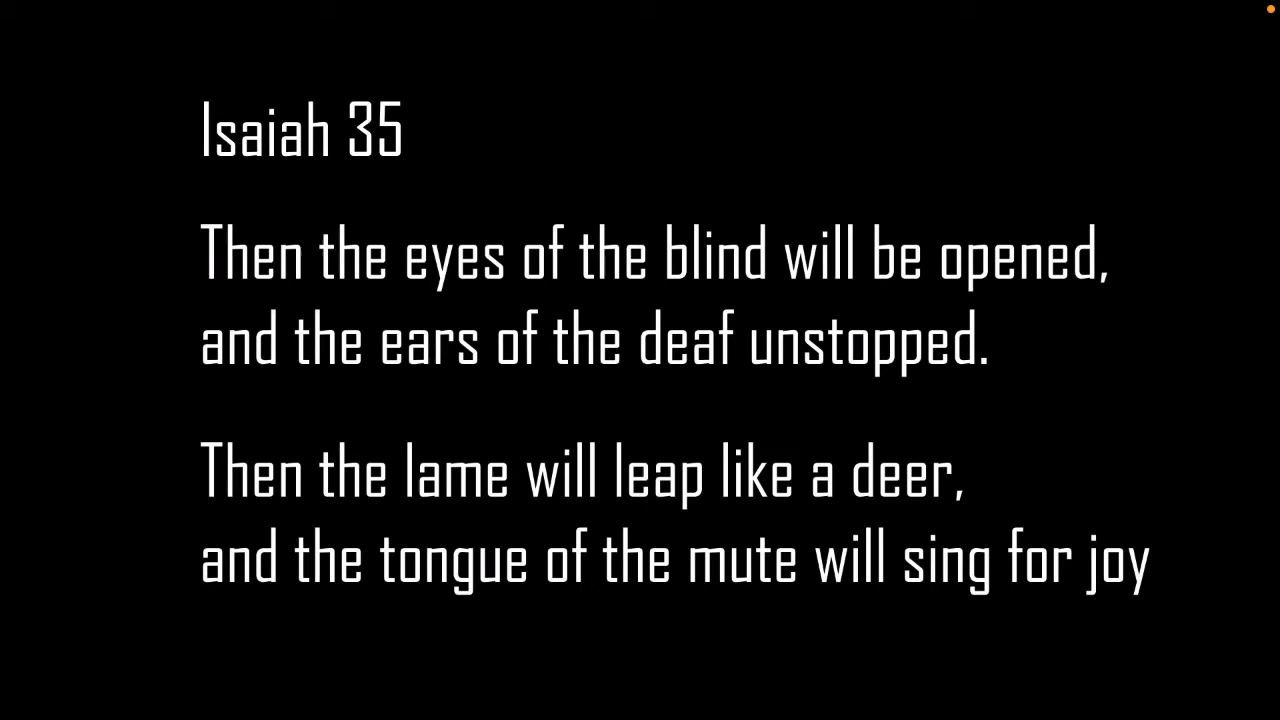 Isaiah 35
Then the eyes of the blind will be opened,
and the ears of the deaf unstopped.
Then the lame will leap like a deer,
and the tongue of the mute will sing for joy